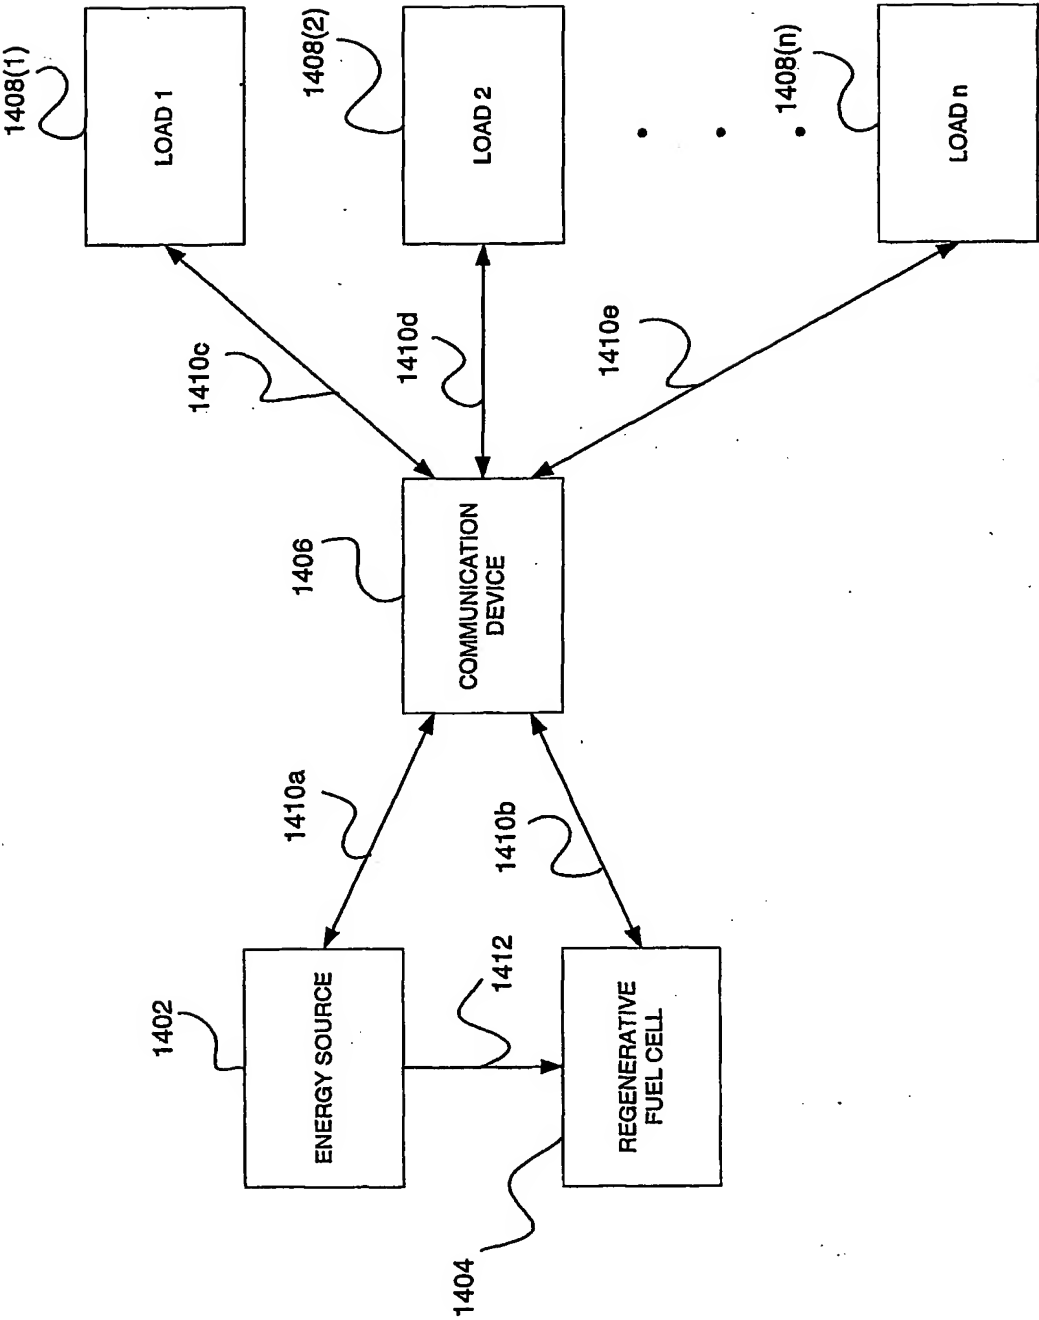 1402
ENERGY SOURCE
1404
REGENERATIVE
FUEL CELL
1412
1410a
1410b
1406
COMMUNICATION
DEVICE
1410c
1410d
1410e
1408(1)
LOAD 1
1408(2)
LOAD 2
1408(n)
LOAD n